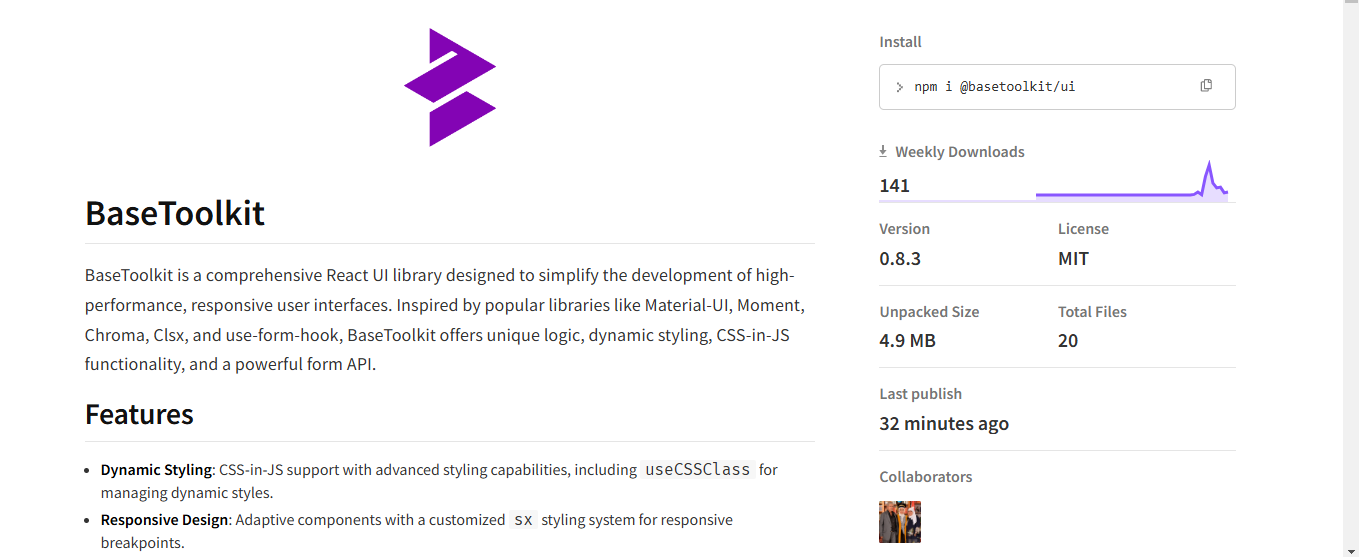 BaseToolkit
BaseToolkit is a comprehensive React UI library designed to simplify the development of high-
performance, responsive user interfaces. Inspired by popular libraries like Material-UI, Moment,
Chroma, Clsx, and use-form-hook, BaseToolkit offers unique logic, dynamic styling, CSS-in-JS
functionality, and a powerful form API.
Features
• Dynamic Styling: CSS-in-JS support with advanced styling capabilities, including useCSSClass for
managing dynamic styles.
• Responsive Design: Adaptive components with a customized sx styling system for responsive
breakpoints.
Install
> npm i @basetoolkit/ui
Weekly Downloads
141
Version License
0.8.3 MIT
Unpacked Size Total Files
4.9 MB 20
Last publish
32 minutes ago
Collaborators